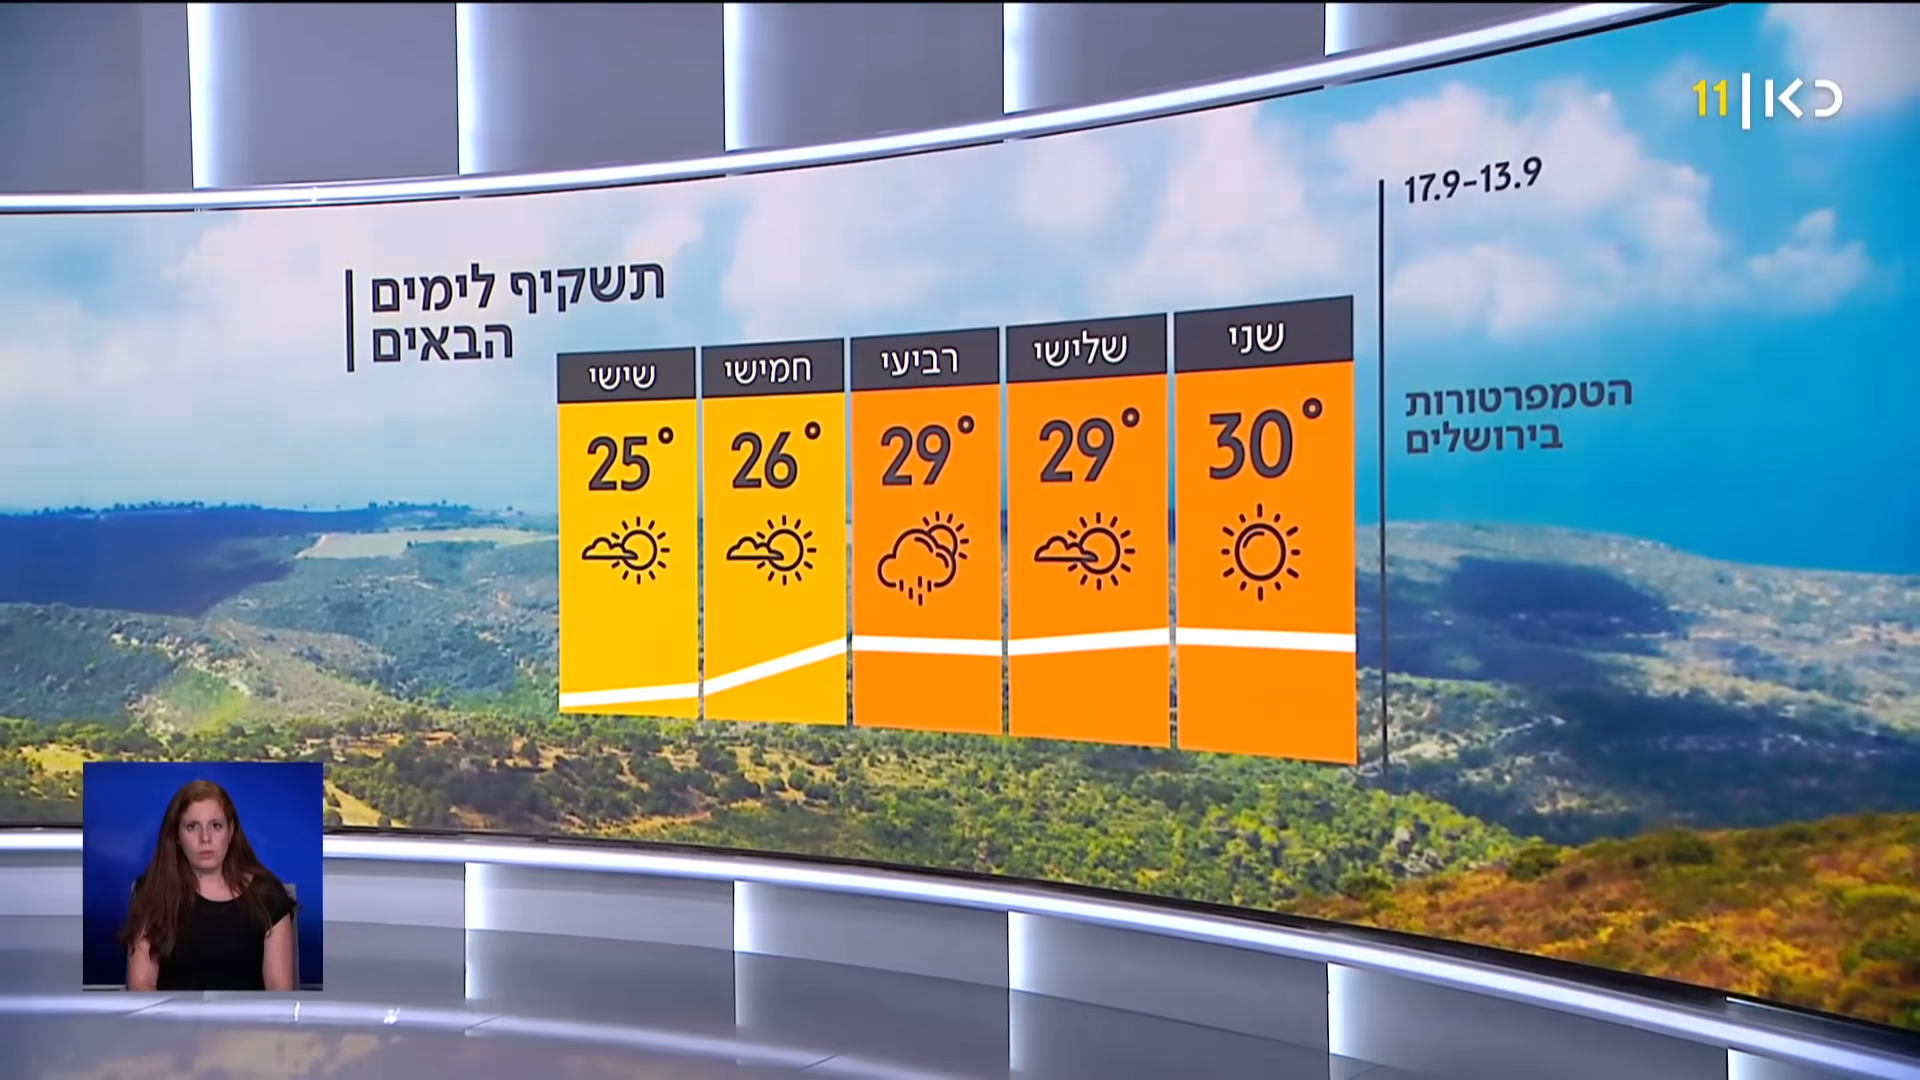 כאן|11
17.9-13.9
תשקיף לימים
הבאים
הטמפרטורות
בירושלים
שני
שלישי
רביעי
חמישי
שישי
30°
29°
29°
26°
25°